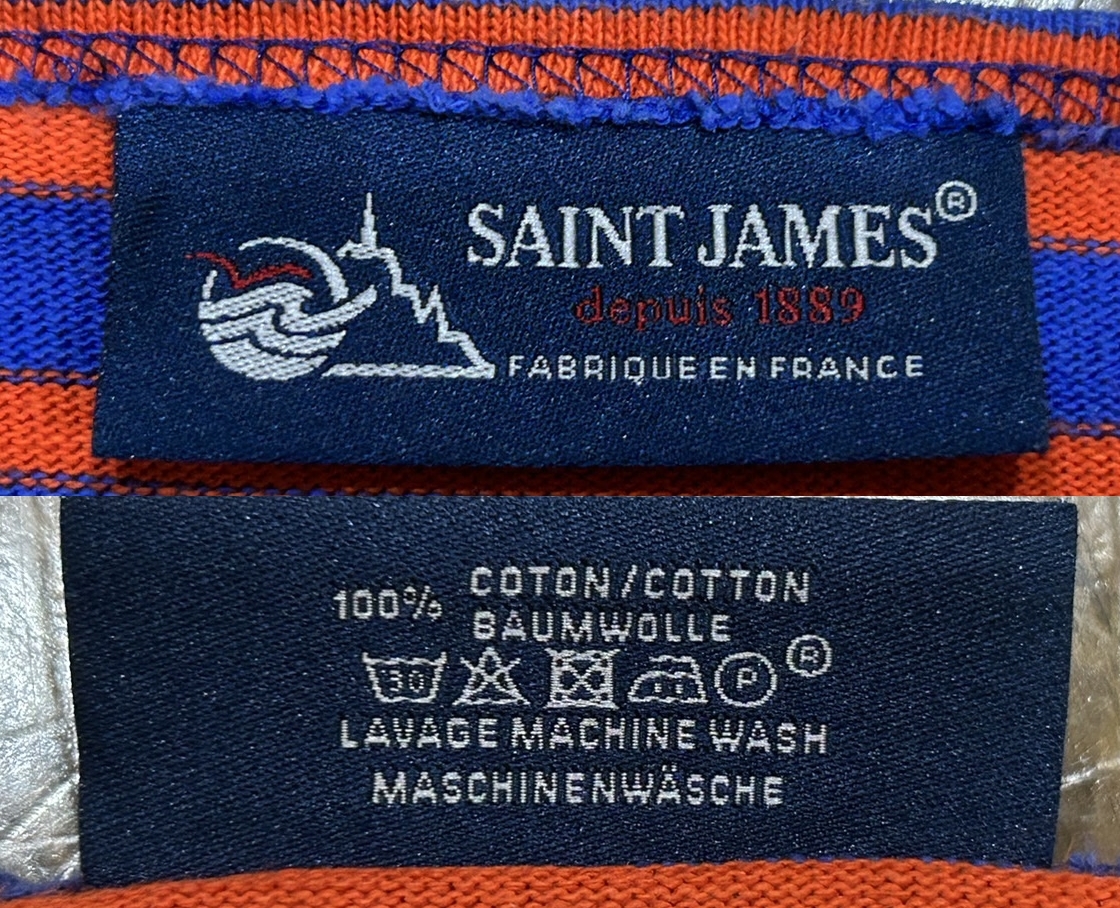 SAINT JAMES®
depuis 1889
FABRIQUE EN FRANCE
100% COTON/COTTON
BAUMWOLLE
30 P ®
LAVAGE MACHINE WASH
MASCHINENWÄSCHE